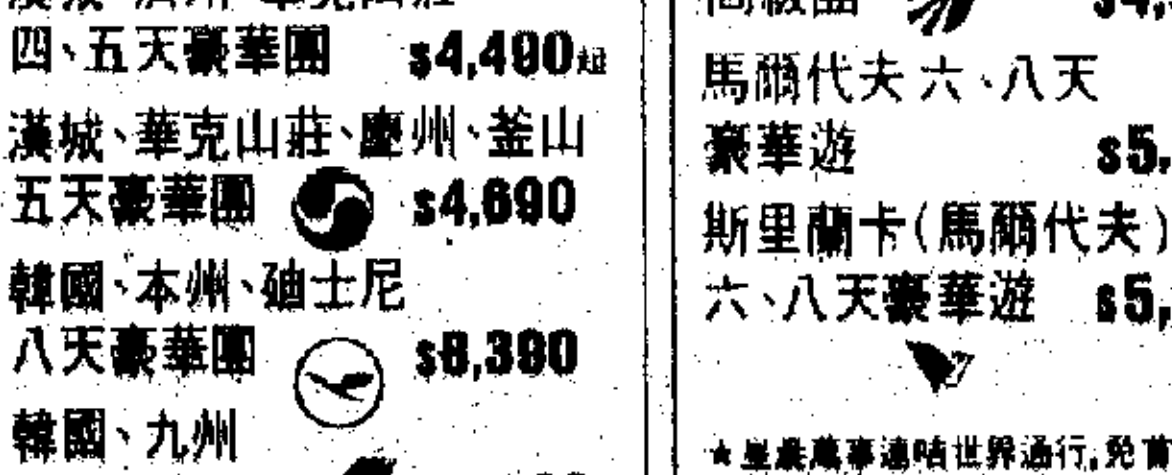 四、五天豪華團 $4,490起
漢城、華克山莊、慶州、釜山
五天豪華團 $4,690
韓國、本州、迪士尼
八天豪華團 $8,390
韓國、九州
馬爾代夫 六、八天
豪華遊 $5,
斯里蘭卡(馬爾代夫)
六、八天豪華遊 $5,